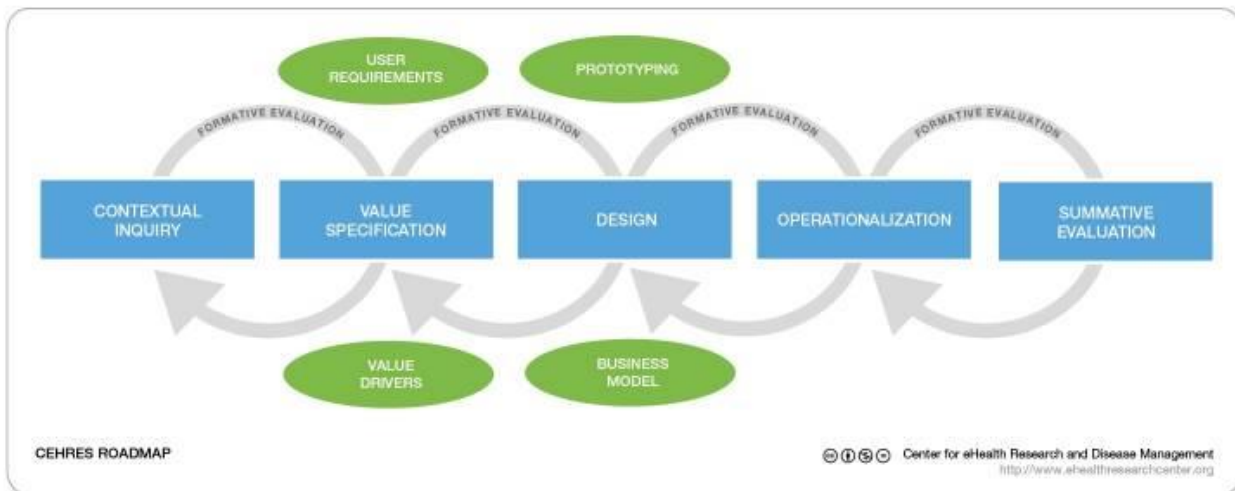 USER
REQUIREMENTS
PROTOTYPING
FORMATIVE EVALUATION
FORMATIVE EVALUATION
FORMATIVE EVALUATION
FORMATIVE EVALUATION
CONTEXTUAL
INQUIRY
VALUE
SPECIFICATION
DESIGN
OPERATIONALIZATION
SUMMATIVE
EVALUATION
VALUE
DRIVERS
BUSINESS
MODEL
CEHRES ROADMAP
Center for eHealth Research and Disease Management
http://www.ehealthresearchcenter.org